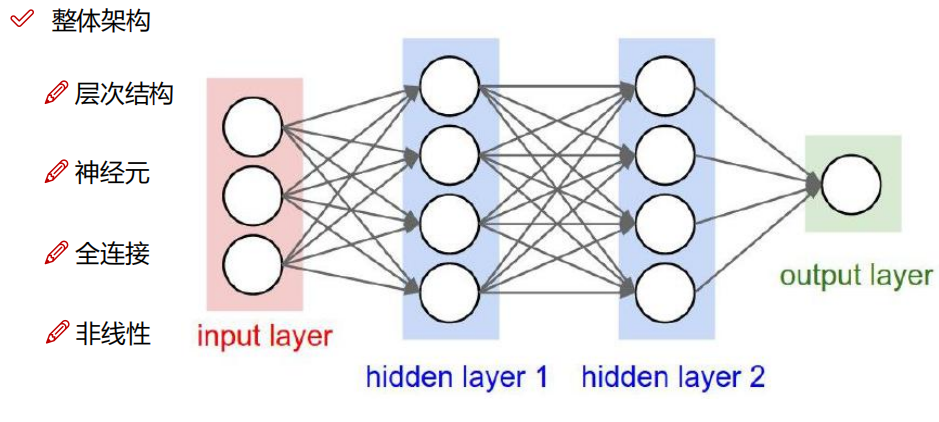 整体架构
层次结构
神经元
全连接
非线性
input layer
hidden layer 1
hidden layer 2
output layer